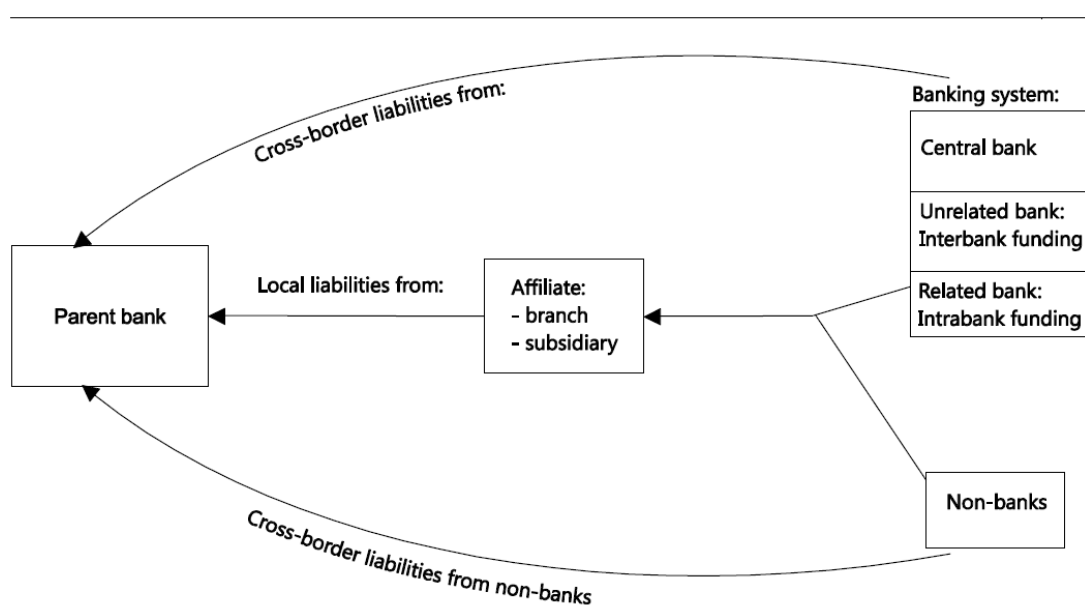 Cross-border liabilities from:
Banking system:
Central bank
Unrelated bank:
Interbank funding
Related bank:
Intrabank funding
Parent bank
Local liabilities from:
Affiliate:
- branch
- subsidiary
Non-banks
Cross-border liabilities from non-banks